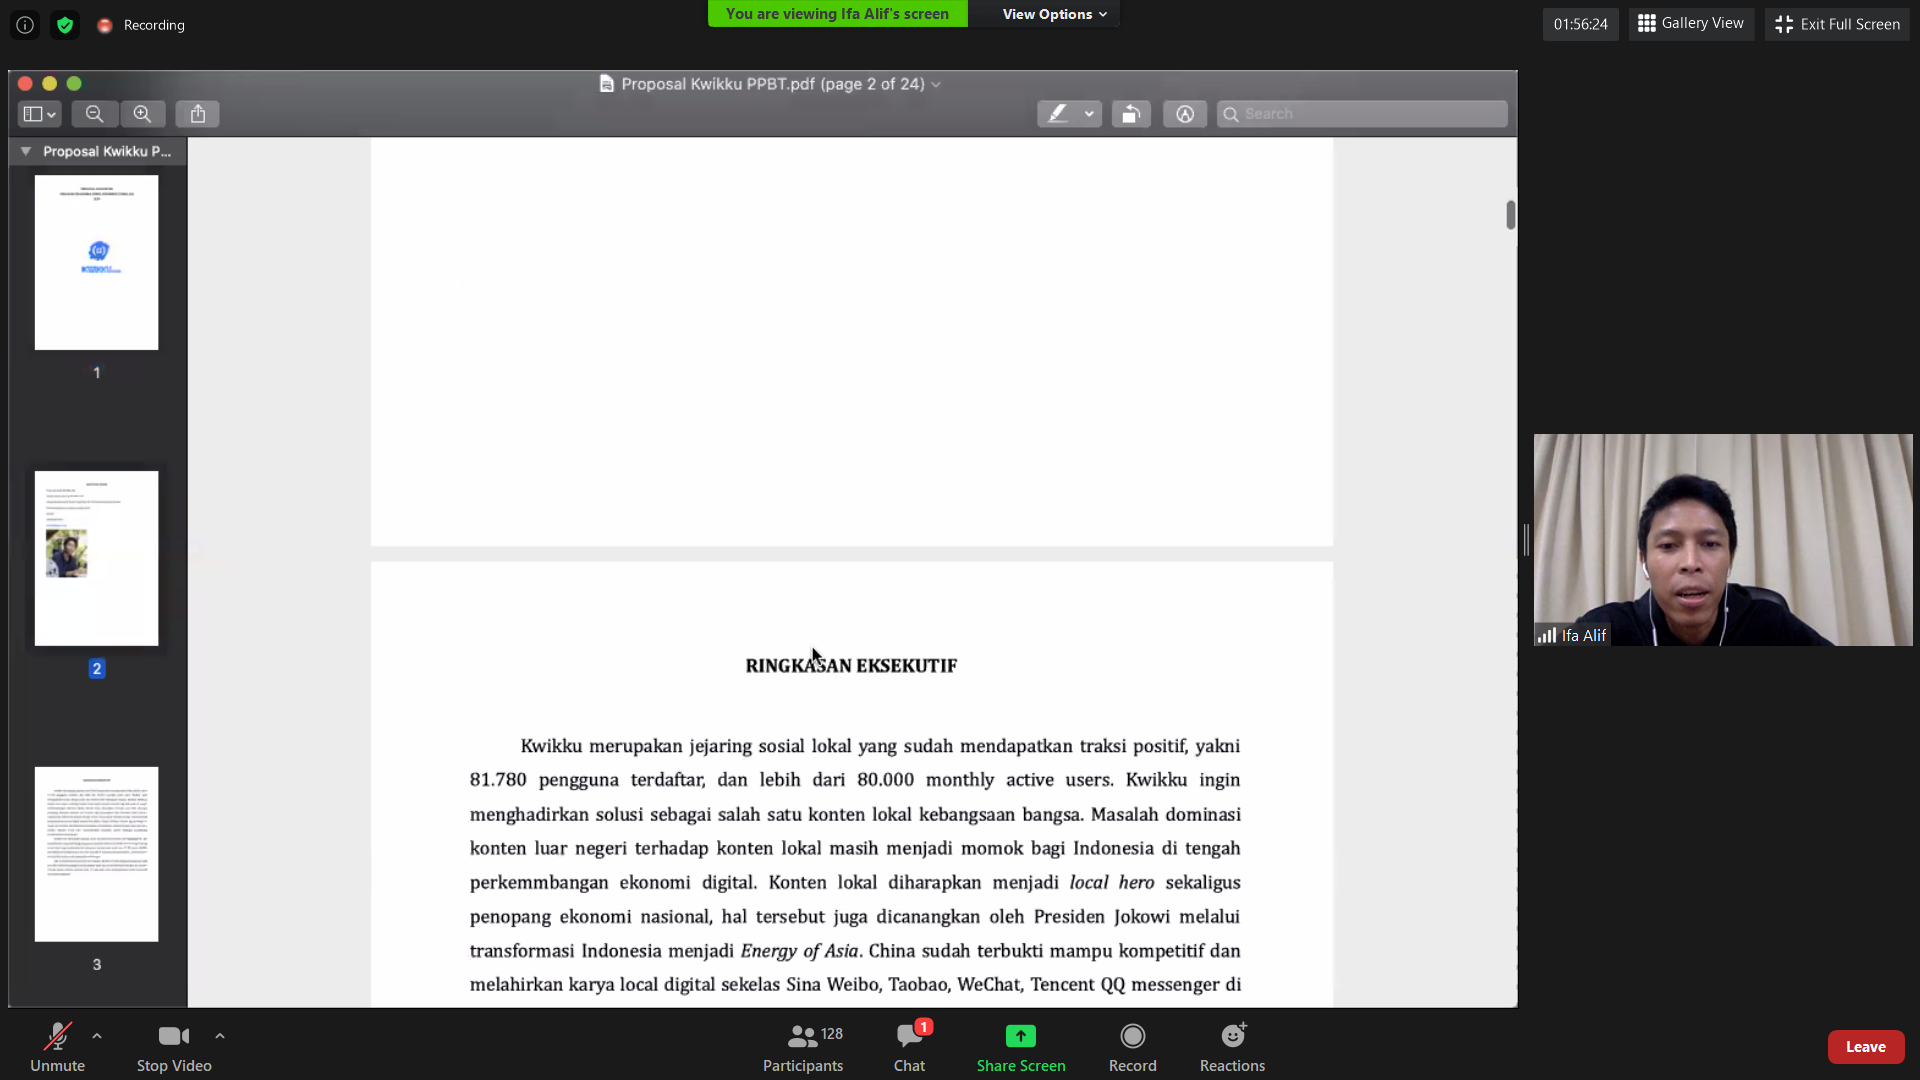 Recording
You are viewing Ifa Alif's screen
View Options
01:56:24
Gallery View
Exit Full Screen
Proposal Kwikku PPBT.pdf (page 2 of 24)
Search
Proposal Kwikku P...
1
2
3
RINGKASAN EKSEKUTIF
Kwikku merupakan jejaring sosial lokal yang sudah mendapatkan traksi positif, yakni
81.780 pengguna terdaftar, dan lebih dari 80.000 monthly active users. Kwikku ingin
menghadirkan solusi sebagai salah satu konten lokal kebangsaan bangsa. Masalah dominasi
konten luar negeri terhadap konten lokal masih menjadi momok bagi Indonesia di tengah
perkemmbangan ekonomi digital. Konten lokal diharapkan menjadi local hero sekaligus
penopang ekonomi nasional, hal tersebut juga dicanangkan oleh Presiden Jokowi melalui
transformasi Indonesia menjadi Energy of Asia. China sudah terbukti mampu kompetitif dan
melahirkan karya local digital sekelas Sina Weibo, Taobao, WeChat, Tencent QQ messenger di
Ifa Alif
Unmute
Stop Video
128
Participants
1
Chat
Share Screen
Record
Reactions
Leave